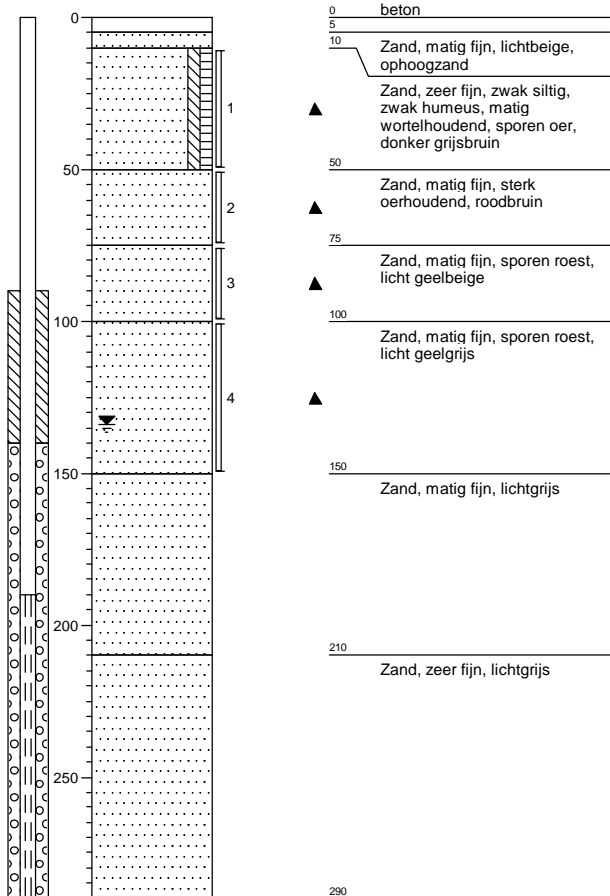 0
50
100
150
200
250
1
2
3
4
0
beton
5
10
Zand, matig fijn, lichtbeige,
ophoogzand
Zand, zeer fijn, zwak siltig,
zwak humeus, matig
wortelhoudend, sporen oer,
donker grijsbruin
50
Zand, matig fijn, sterk
oerhoudend, roodbruin
75
Zand, matig fijn, sporen roest,
licht geelbeige
100
Zand, matig fijn, sporen roest,
licht geelgrijs
150
Zand, matig fijn, lichtgrijs
210
Zand, zeer fijn, lichtgrijs
290